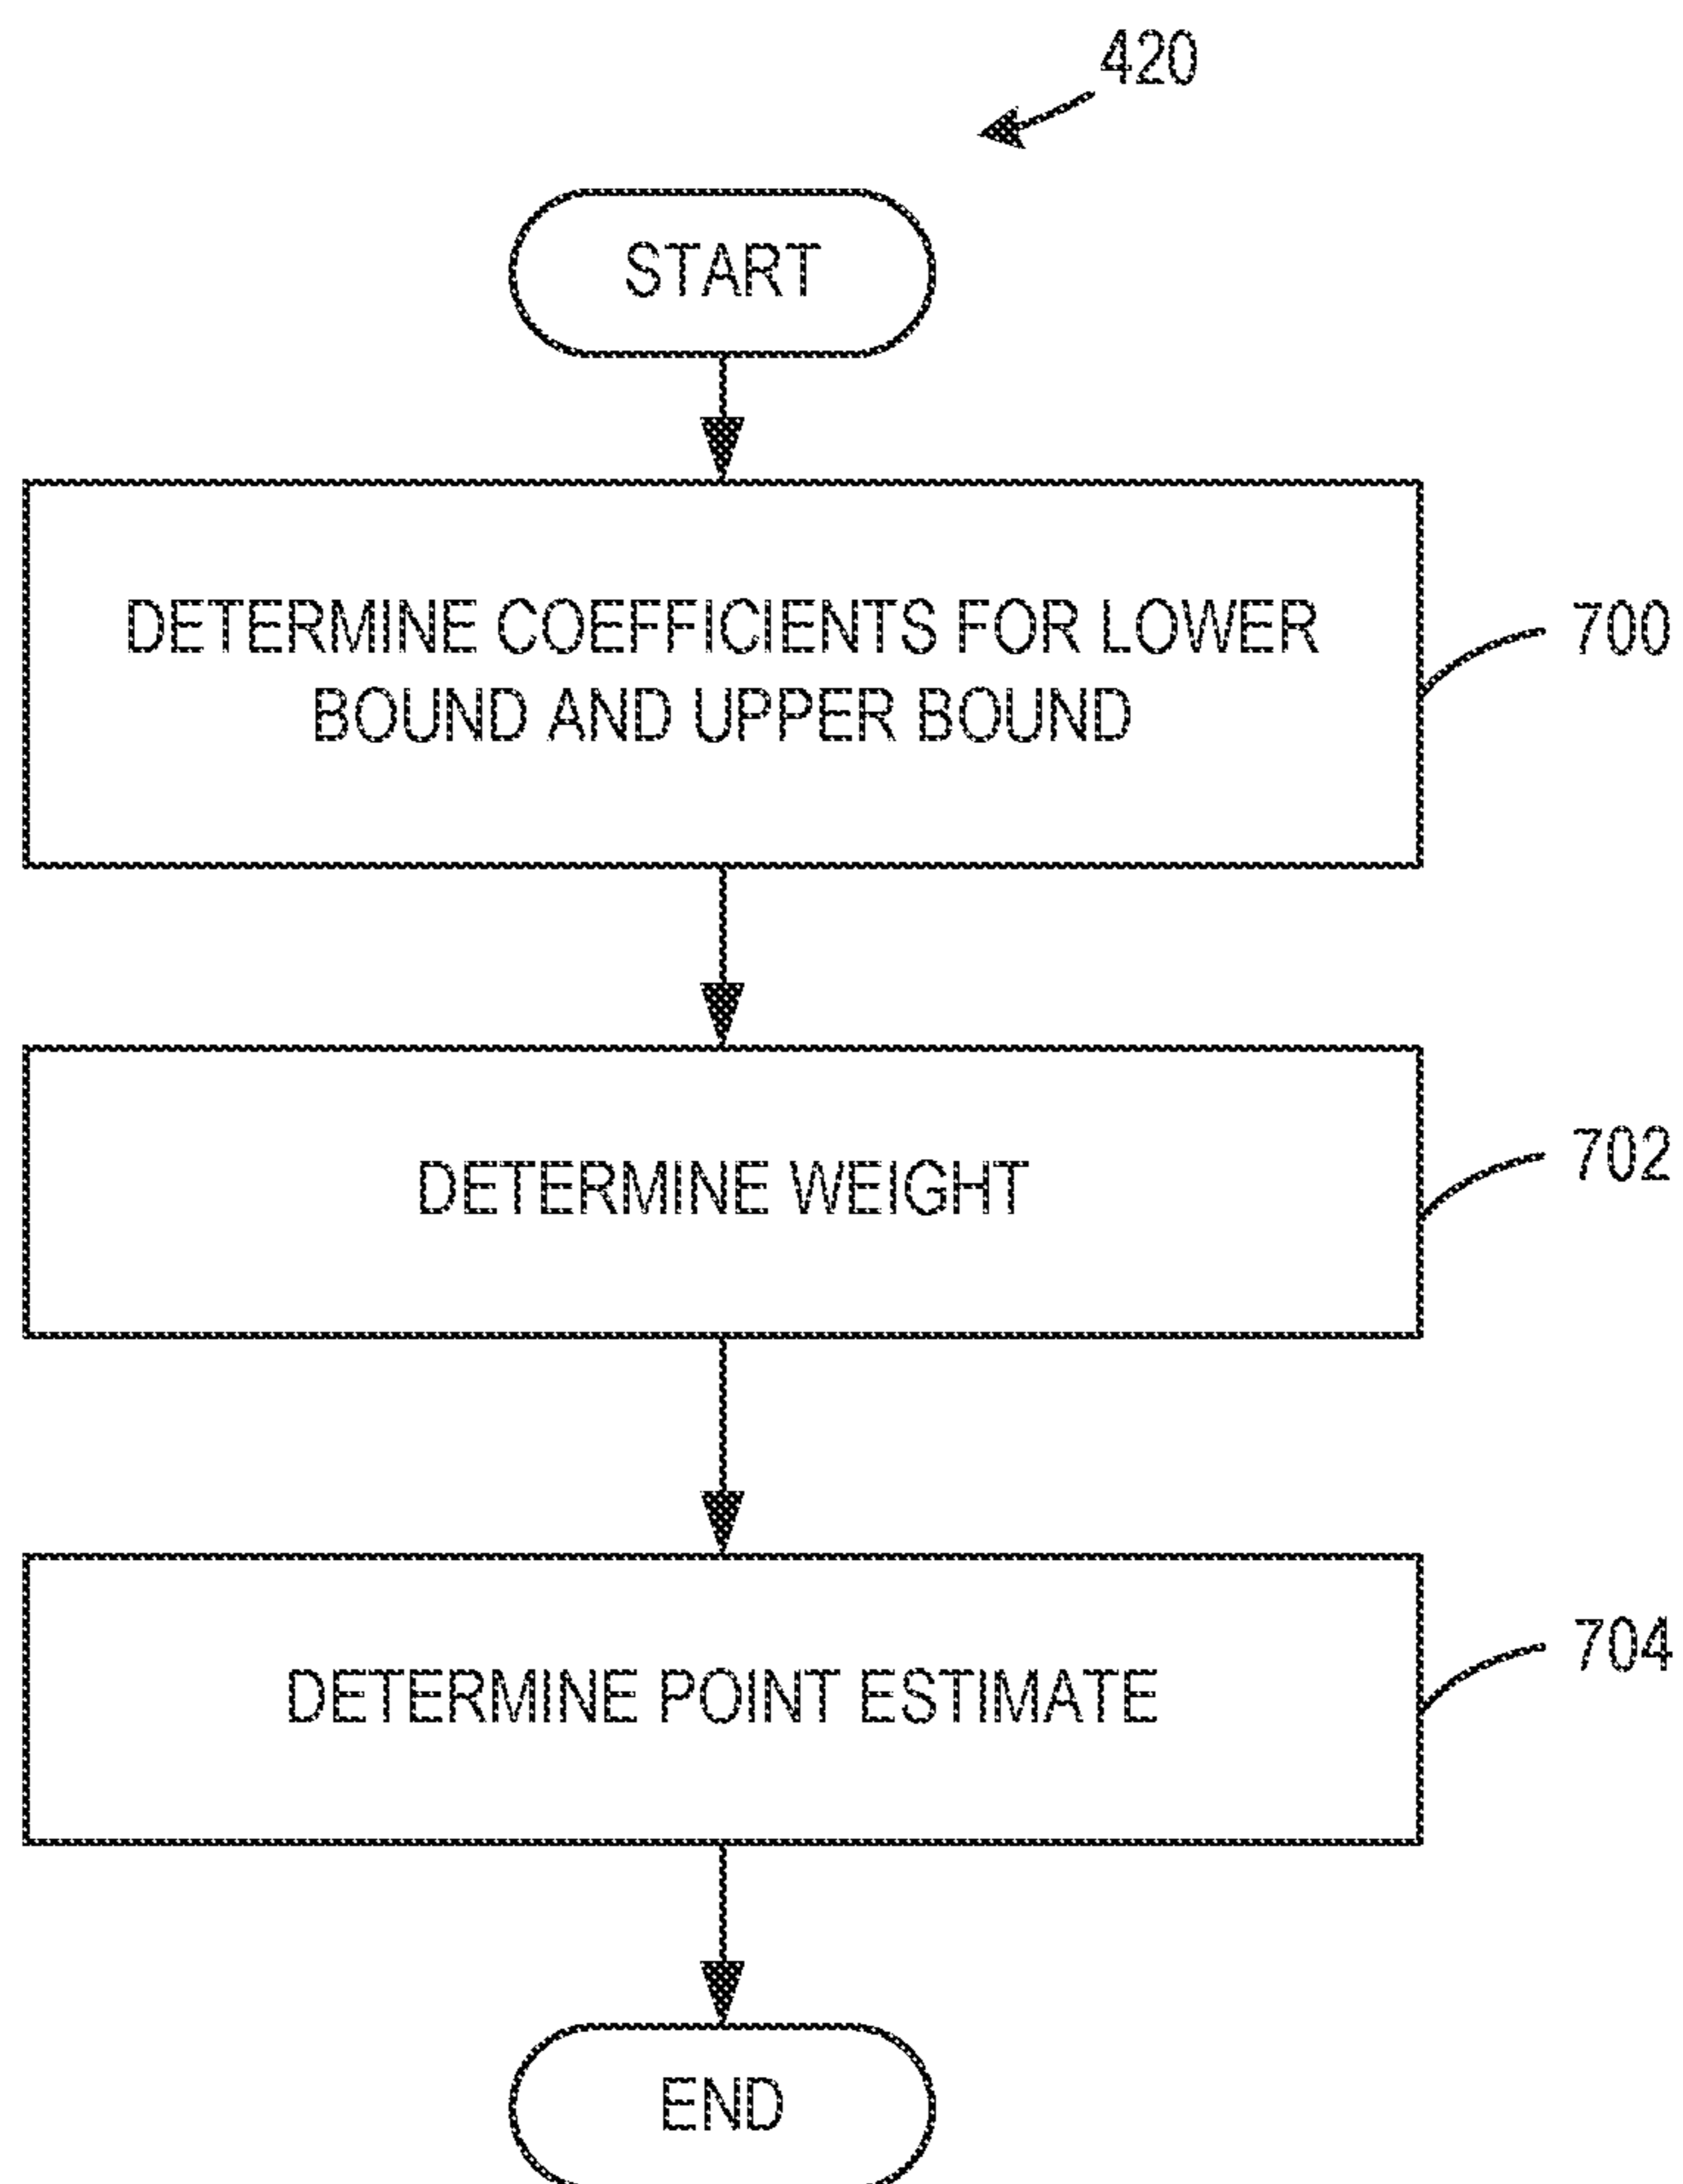 420
START
DETERMINE COEFFICIENTS FOR LOWER
BOUND AND UPPER BOUND
700
DETERMINE WEIGHT
702
DETERMINE POINT ESTIMATE
704
END